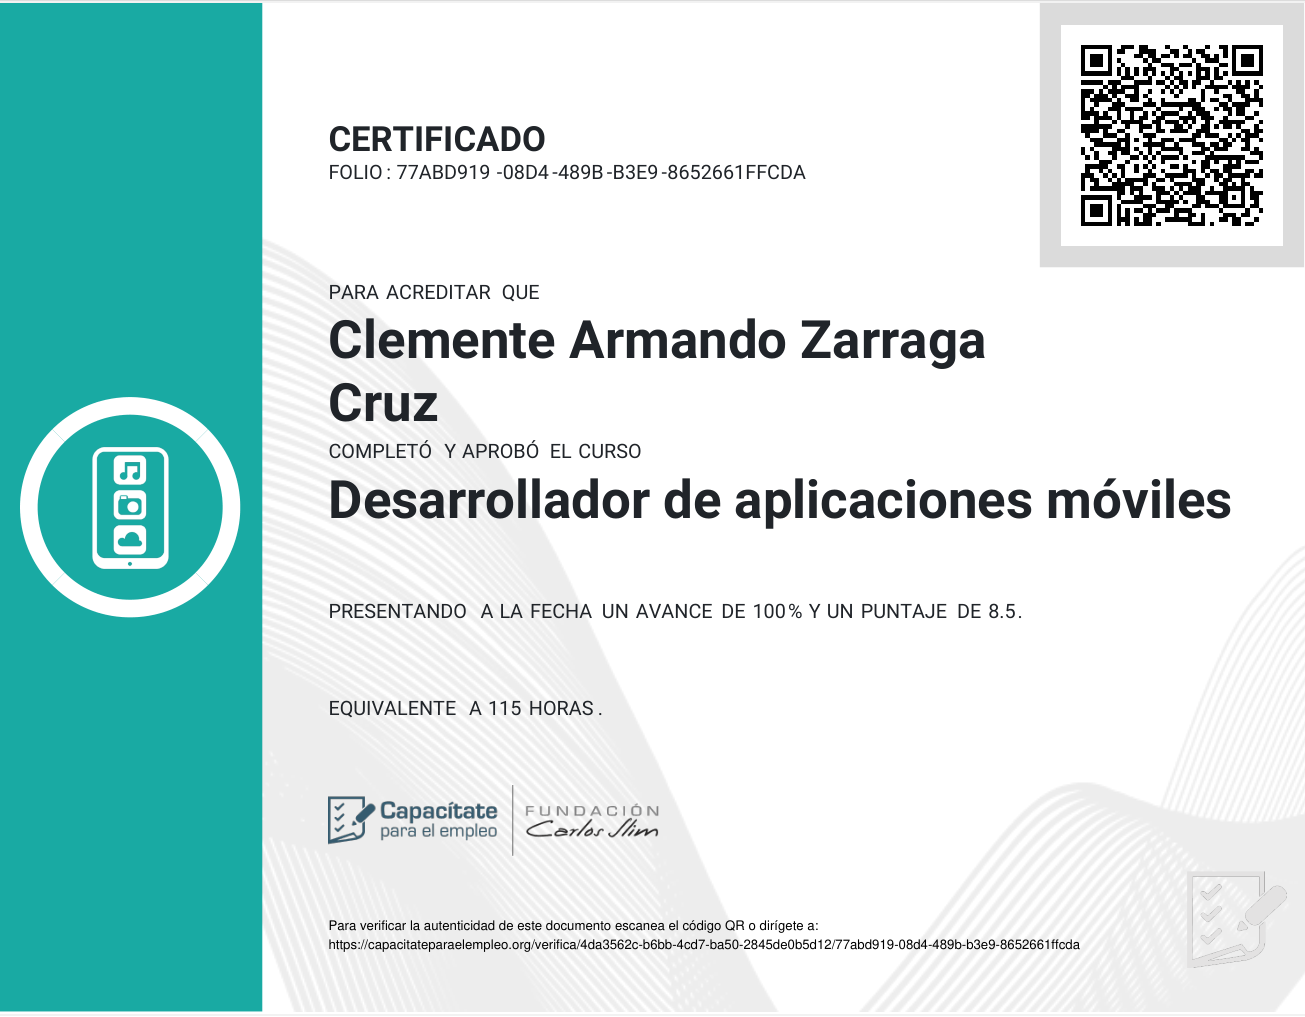 CERTIFICADO
FOLIO : 77ABD919 -08D4 -489B -B3E9 -8652661FFCDA
PARA ACREDITAR QUE
Clemente Armando Zarraga
Cruz
COMPLETÓ Y APROBÓ EL CURSO
Desarrollador de aplicaciones móviles
PRESENTANDO A LA FECHA UN AVANCE DE 100% Y UN PUNTAJE DE 8.5.
EQUIVALENTE A 115 HORAS .
Capacítate
para el empleo
FUNDACIÓN
Carlos Slim
Para verificar la autenticidad de este documento escanea el código QR o dirígete a:
https://capacitateparaelempleo.org/verifica/4da3562c-b6bb-4cd7-ba50-2845de0b5d12/77abd919-08d4-489b-b3e9-8652661ffcda